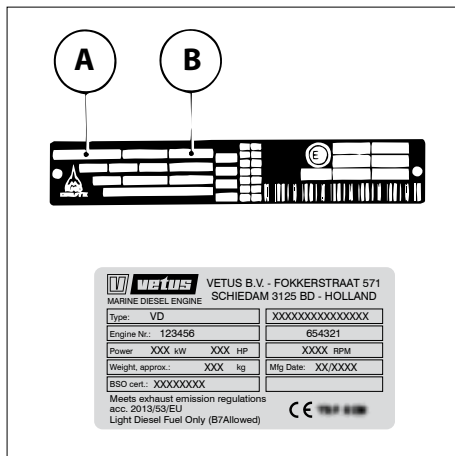 A
B
E
vetus
VETUS B.V. - FOKKERSTRAAT 571
MARINE DIESEL ENGINE
SCHIEDAM 3125 BD - HOLLAND
Type: VD XXXXXXXXXXXXXXX
Engine Nr.: 123456 654321
Power XXX kW XXX HP XXXX RPM
Weight, approx.: XXX kg Mfg Date: XX/XXXX
BSO cert.: XXXXXXXX
Meets exhaust emission regulations
acc. 2013/53/EU
Light Diesel Fuel Only (B7Allowed)
CE